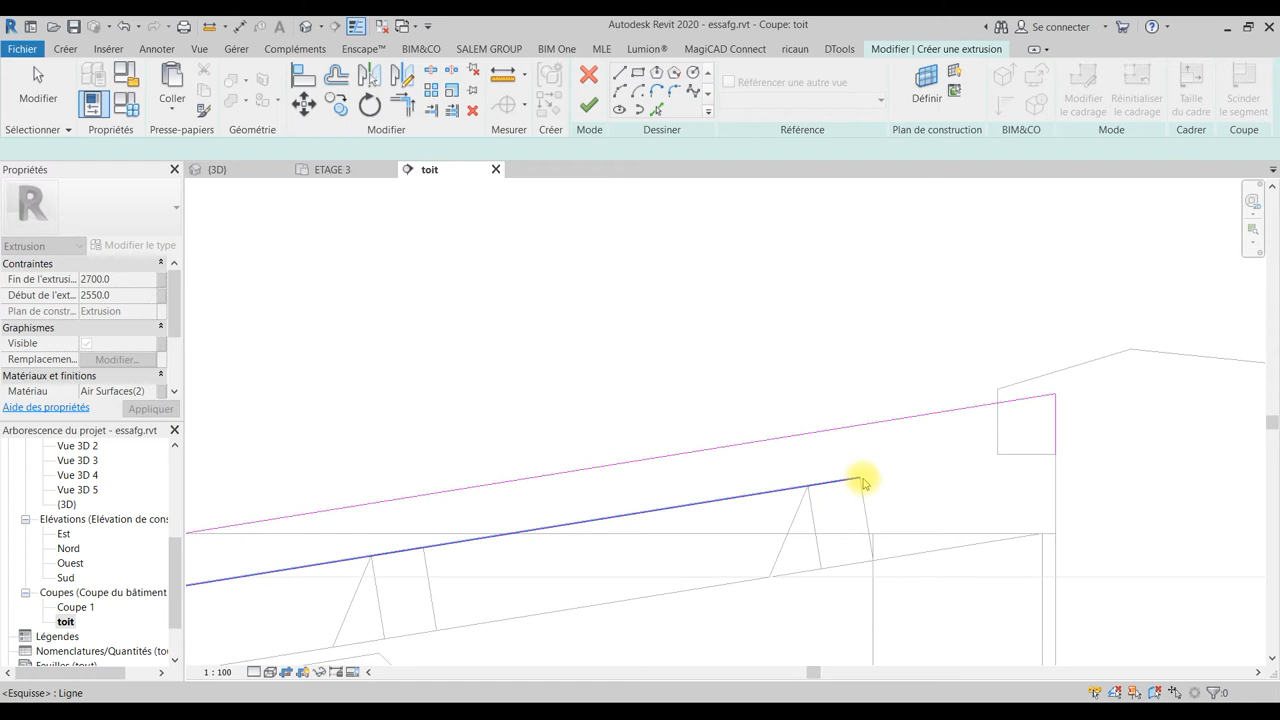 Autodesk Revit 2020 - essafg.rvt - Coupe: toit
Se connecter
Fichier Créer Insérer Annoter Vue Gérer Compléments Enscape™ BIM&CO SALEM GROUP BIM One MLE Lumion® MagiCAD Connect ricaun DTools Modifier | Créer une extrusion
Modifier
Coller
Référencer une autre vue
Définir
Modifier le cadrage
Réinitialiser le cadrage
Taille du cadre
Scinder le segment
Sélectionner Propriétés Presse-papiers Géométrie Modifier Mesurer Créer Mode Dessiner Référence Plan de construction BIM&CO Mode Cadrer Coupe
Propriétés
{3D}
ETAGE 3
toit
Extrusion
Modifier le type
Contraintes
Fin de l'extrusi... 2700.0
Début de l'ext... 2550.0
Plan de constr... Extrusion
Graphismes
Visible
Remplacemen... Modifier...
Matériaux et finitions
Matériau Air Surfaces(2)
Aide des propriétés
Appliquer
Arborescence du projet - essafg.rvt
Vue 3D 2
Vue 3D 3
Vue 3D 4
Vue 3D 5
{3D}
Elévations (Elévation de cons
Est
Nord
Ouest
Sud
Coupes (Coupe du bâtiment
Coupe 1
toit
Légendes
Nomenclatures/Quantités (to
Feuilles (tout)
1 : 100
<Esquisse> : Ligne
:0